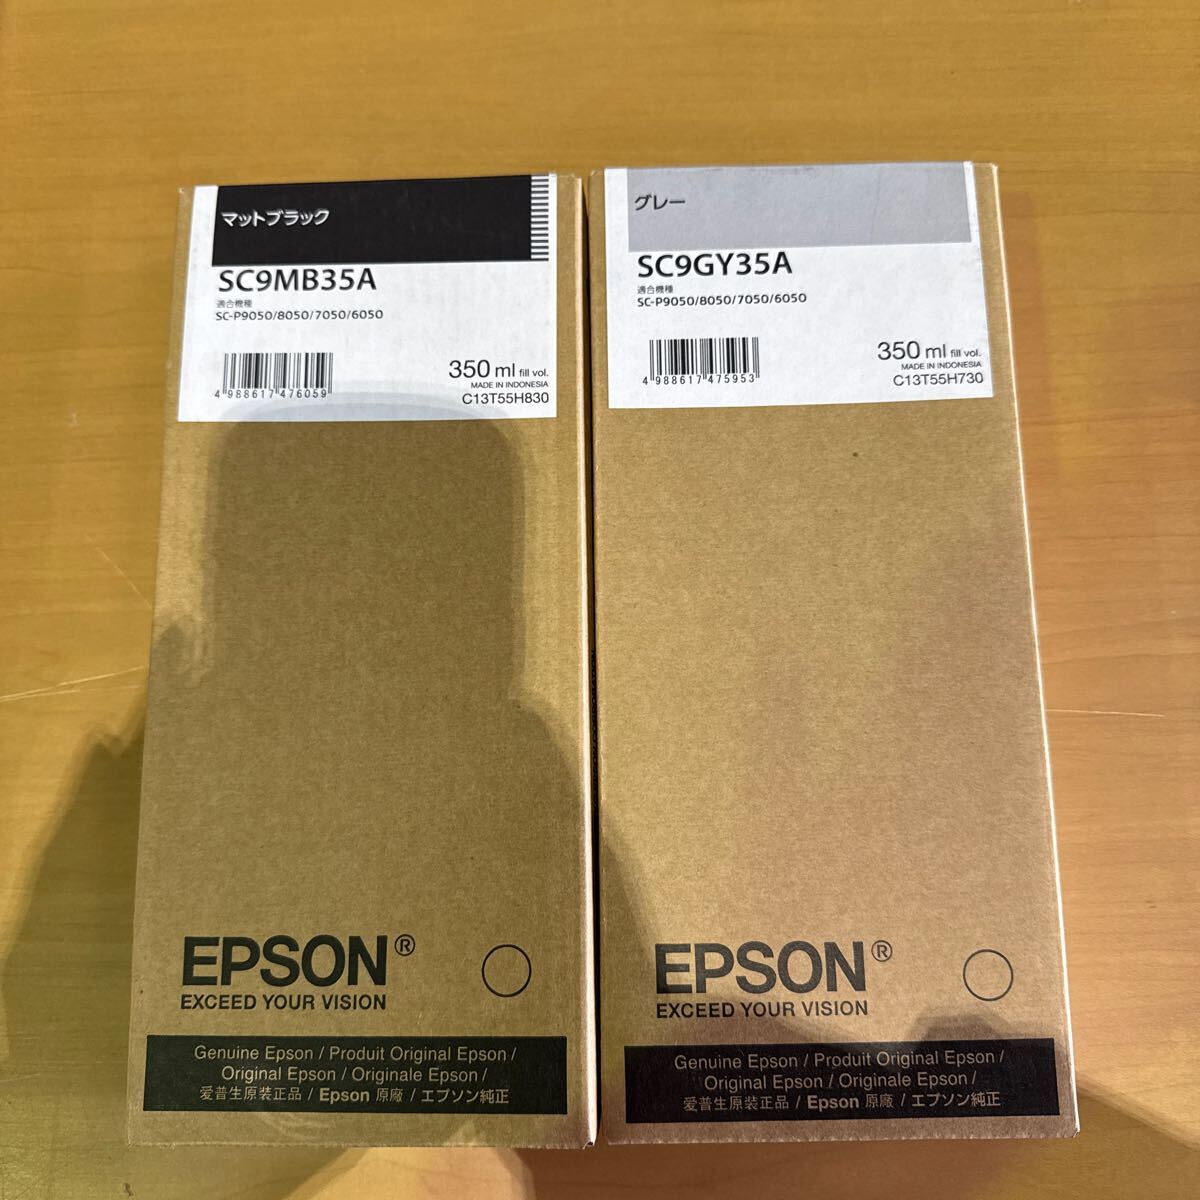 マットブラック
SC9MB35A
適合機種
SC-P9050/8050/7050/6050
350 ml fill vol.
MADE IN INDONESIA
C13T55H830
4 988617 476059
EPSON®
EXCEED YOUR VISION
Genuine Epson / Produit Original Epson /
Original Epson / Originale Epson /
爱普生原装正品 / Epson 原廠 / エプソン純正
グレー
SC9GY35A
適合機種
SC-P9050/8050/7050/6050
350 ml fill vol.
MADE IN INDONESIA
C13T55H730
4 988617 475953
EPSON®
EXCEED YOUR VISION
Genuine Epson / Produit Original Epson /
Original Epson / Originale Epson /
爱普生原装正品 / Epson 原廠 / エプソン純正